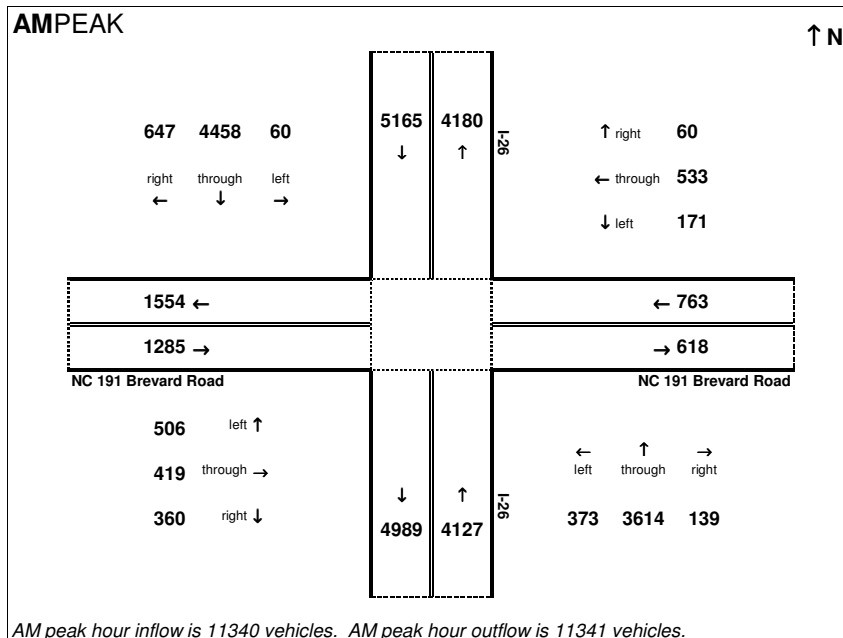 AMPEAK
↑ N
647 4458 60
right through left
← ↓ →
5165 4180
↓ ↑
I-26
↑ right 60
← through 533
↓ left 171
1554 ←
← 763
1285 →
→ 618
NC 191 Brevard Road
NC 191 Brevard Road
506 left ↑
419 through →
360 right ↓
↓ ↑
4989 4127
I-26
← ↑ →
left through right
373 3614 139
AM peak hour inflow is 11340 vehicles. AM peak hour outflow is 11341 vehicles.